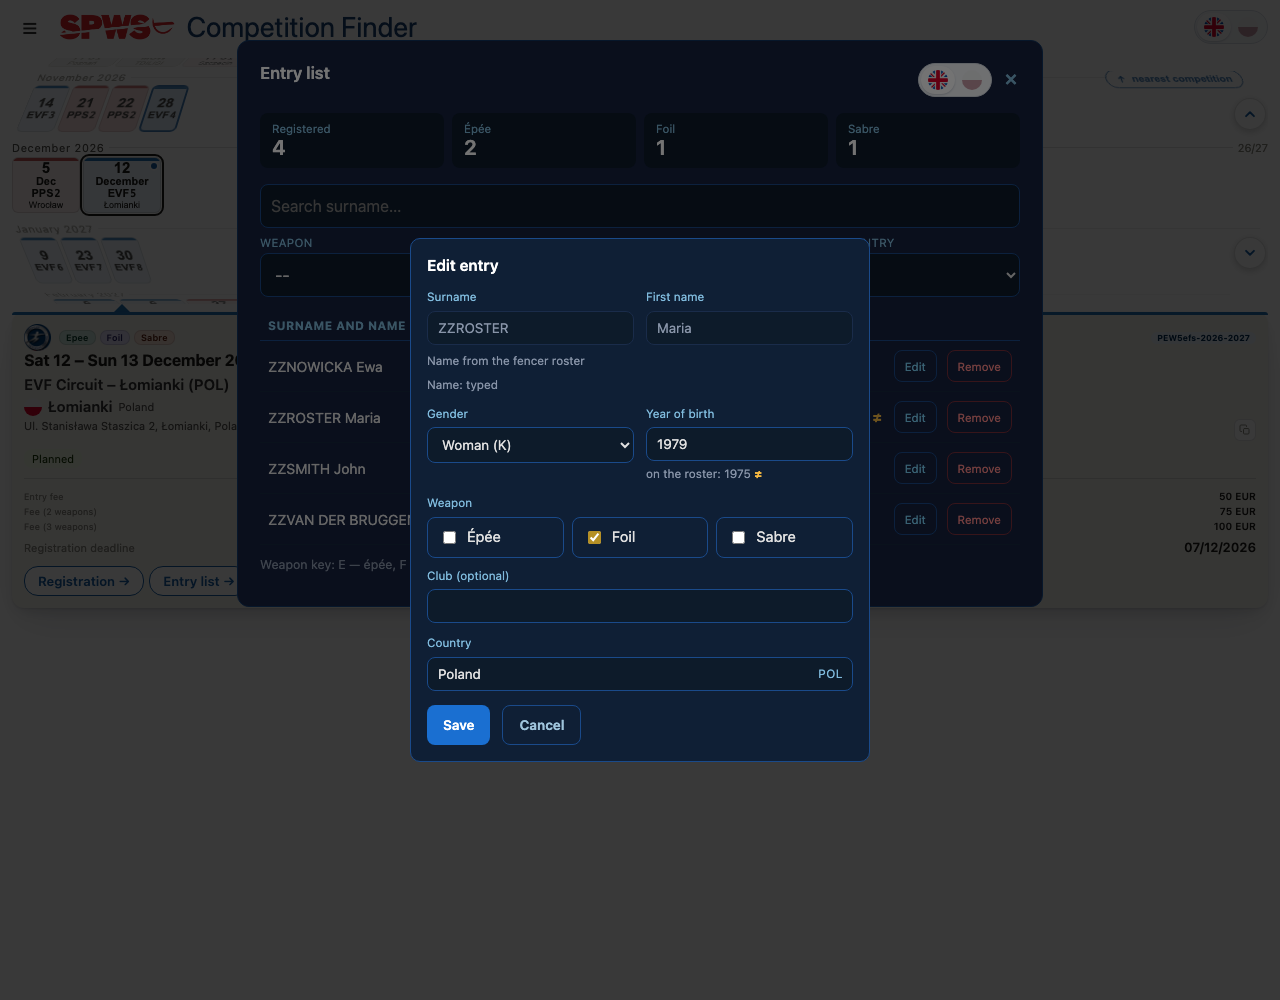 SPWS Competition Finder
November 2026
14 EVF3
21 PPS2
22 PPS2
28 EVF4
nearest competition
December 2026
26/27
5 Dec PPS2 Wrocław
12 December EVF5 Łomianki
January 2027
9 EVF6
23 EVF7
30 EVF8
Epee Foil Sabre
PEWSefs-2026-2027
Sat 12 – Sun 13 December 20
EVF Circuit – Łomianki (POL)
Łomianki Poland
Ul. Stanisława Staszica 2, Łomianki, Pola
Planned
Entry fee 50 EUR
Fee (2 weapons) 75 EUR
Fee (3 weapons) 100 EUR
Registration deadline 07/12/2026
Registration → Entry list →
Entry list
×
Registered
4
Épée
2
Foil
1
Sabre
1
Search surname...
WEAPON
NTRY
--
SURNAME AND NAME
ZZNOWICKA Ewa Edit Remove
ZZROSTER Maria ≠ Edit Remove
ZZSMITH John Edit Remove
ZZVAN DER BRUGGEN Edit Remove
Weapon key: E — épée, F
Edit entry
Surname
First name
ZZROSTER
Maria
Name from the fencer roster
Name: typed
Gender
Year of birth
Woman (K)
1979
on the roster: 1975 ≠
Weapon
Épée
Foil
Sabre
Club (optional)
Country
Poland POL
Save
Cancel